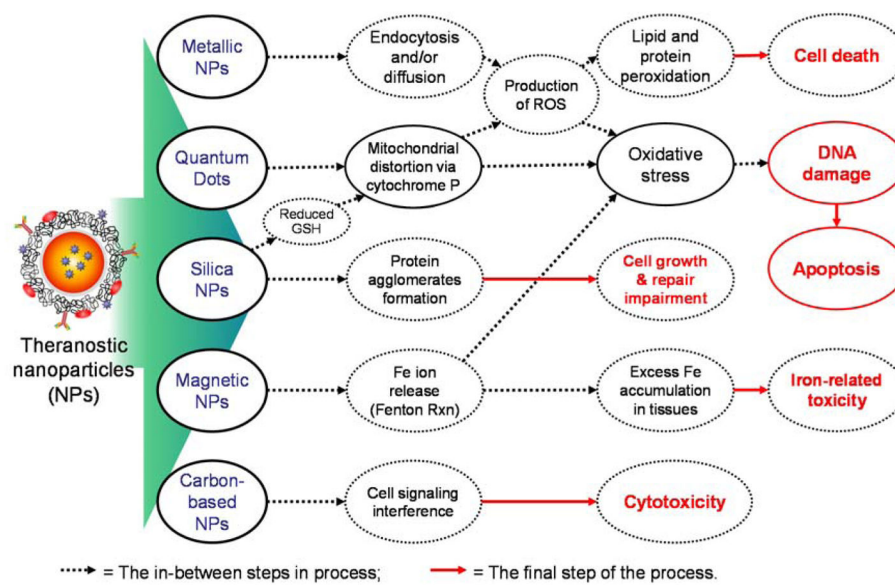 Metallic
NPs
Endocytosis
and/or
diffusion
Production
of ROS
Lipid and
protein
peroxidation
Cell death
Quantum
Dots
Mitochondrial
distortion via
cytochrome P
Oxidative
stress
DNA
damage
Reduced
GSH
Silica
NPs
Protein
agglomerates
formation
Cell growth
& repair
impairment
Apoptosis
Theranostic
nanoparticles
(NPs)
Magnetic
NPs
Fe ion
release
(Fenton Rxn)
Excess Fe
accumulation
in tissues
Iron-related
toxicity
Carbon-
based
NPs
Cell signaling
interference
Cytotoxicity
= The in-between steps in process;
= The final step of the process.